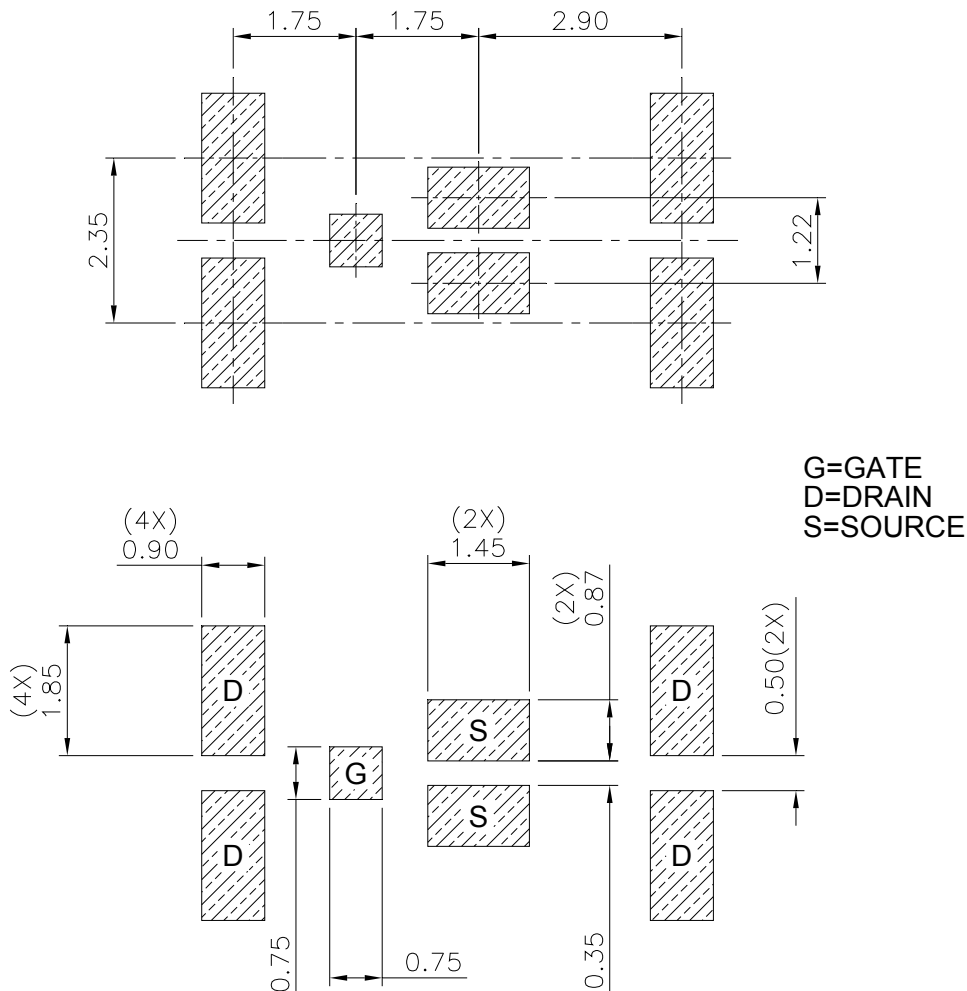 1.75
1.75
2.90
2.35
1.22
G=GATE
D=DRAIN
S=SOURCE
(4X)
0.90
(2X)
1.45
(2X)
0.87
(4X)
1.85
0.50(2X)
D
D
S
G
S
D
D
0.75
0.75
0.35